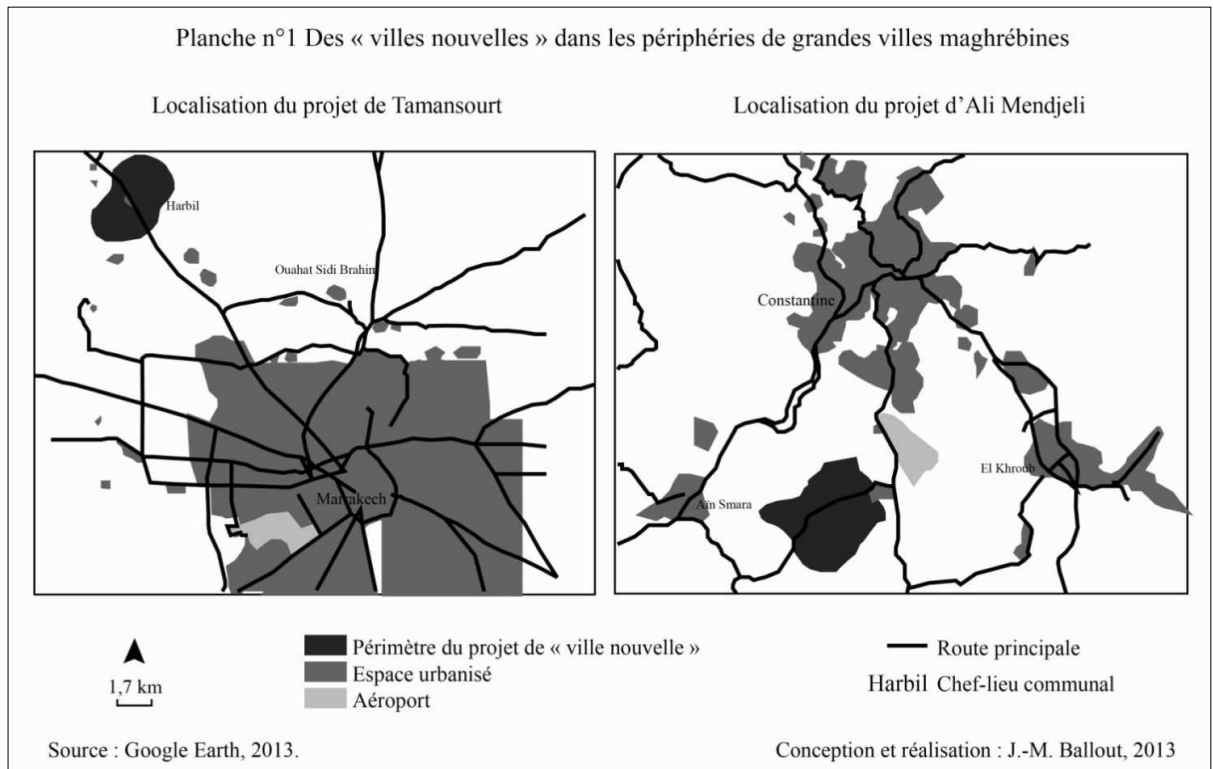 Planche n°1 Des « villes nouvelles » dans les périphéries de grandes villes maghrébines
Localisation du projet de Tamansourt
Harbil
Ouahat Sidi Brahin
Marrakech
Localisation du projet d'Ali Mendjeli
Constantine
El Khroub
Aïn Smara
1,7 km
Périmètre du projet de « ville nouvelle »
Espace urbanisé
Aéroport
Route principale
Harbil Chef-lieu communal
Source : Google Earth, 2013.
Conception et réalisation : J.-M. Ballout, 2013